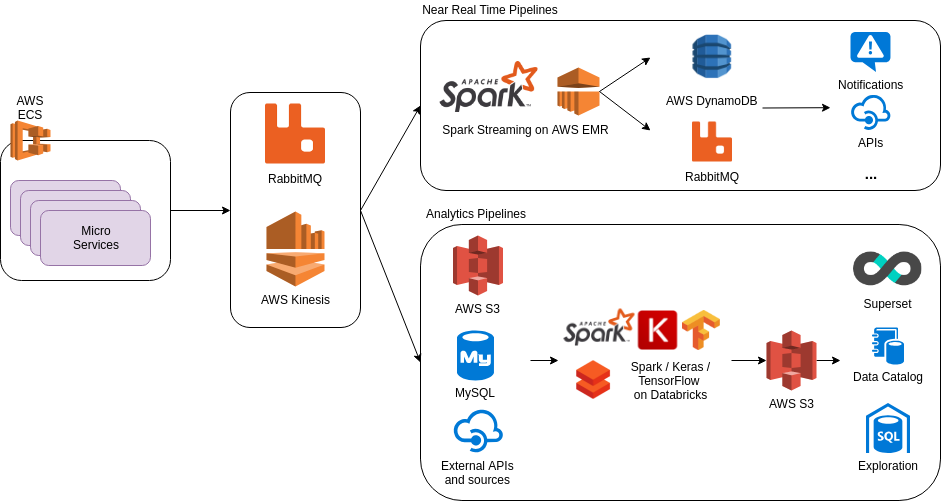 Near Real Time Pipelines
AWS
ECS
Micro
Services
RabbitMQ
AWS Kinesis
APACHE
Spark™
Spark Streaming on AWS EMR
AWS DynamoDB
RabbitMQ
Notifications
APIs
...
Analytics Pipelines
AWS S3
My
MySQL
External APIs
and sources
APACHE
Spark
K
Spark / Keras /
TensorFlow
on Databricks
AWS S3
Superset
Data Catalog
SQL
Exploration